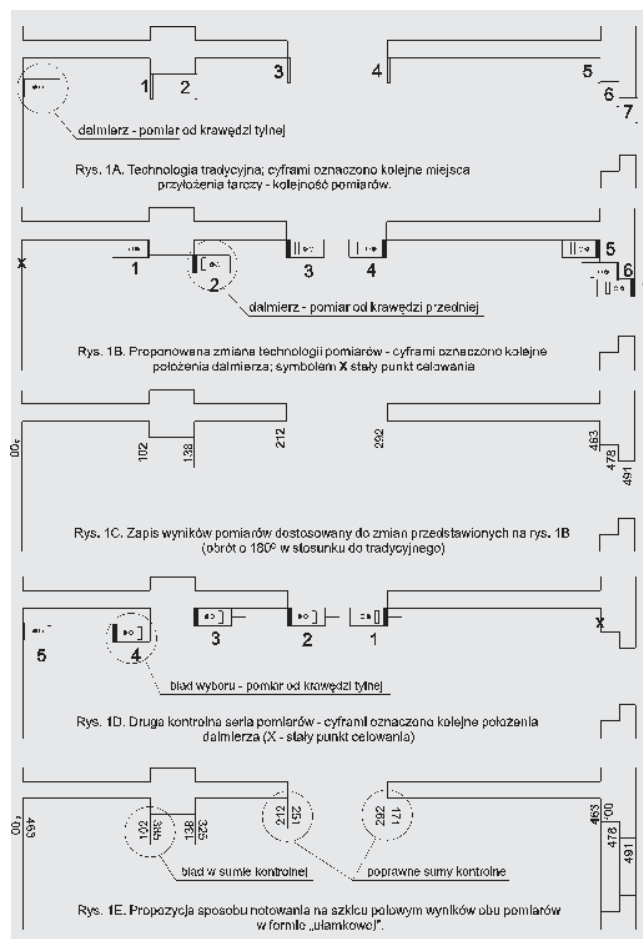 1
2
3
4
5
6
7
dalmierz - pomiar od krawędzi tylnej
Rys. 1A. Technologia tradycyjna; cyframi oznaczono kolejne miejsca
przyłożenia tarczy - kolejność pomiarów.
X
1
2
3
4
5
6
dalmierz - pomiar od krawędzi przedniej
Rys. 1B. Proponowana zmiana technologii pomiarów - cyframi oznaczono kolejne
położenia dalmierza; symbolem X stały punkt celowania
102
138
212
292
463
478
491
Rys. 1C. Zapis wyników pomiarów dostosowany do zmian przedstawionych na rys. 1B
(obrót o 180º w stosunku do tradycyjnego)
X
5
4
3
2
1
bład wyboru - pomiar od krawędzi tylnej
Rys. 1D. Druga kontrolna seria pomiarów - cyframi oznaczono kolejne położenia
dalmierza (X - stały punkt celowania)
463
102
385
138
325
212
251
292
171
463
478
491
bład w sumie kontrolnej
poprawne sumy kontrolne
Rys. 1E. Propozycja sposobu notowania na szkicu polowym wyników obu pomiarów
w formie „ułamkowej”.